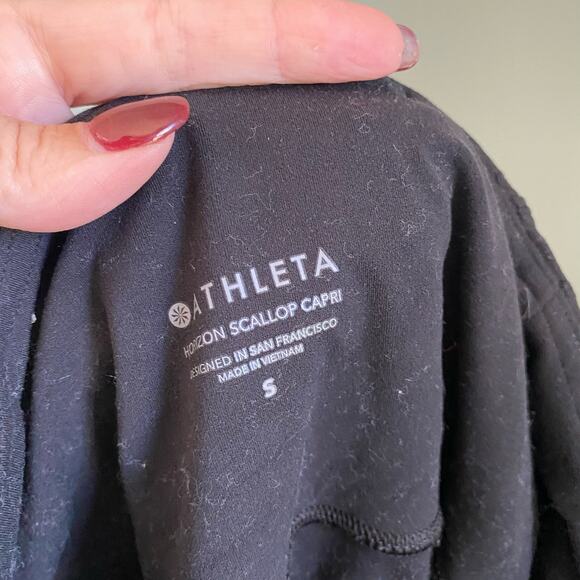 ATHLETA
HORIZON SCALLOP CAPRI
DESIGNED IN SAN FRANCISCO
MADE IN VIETNAM
S